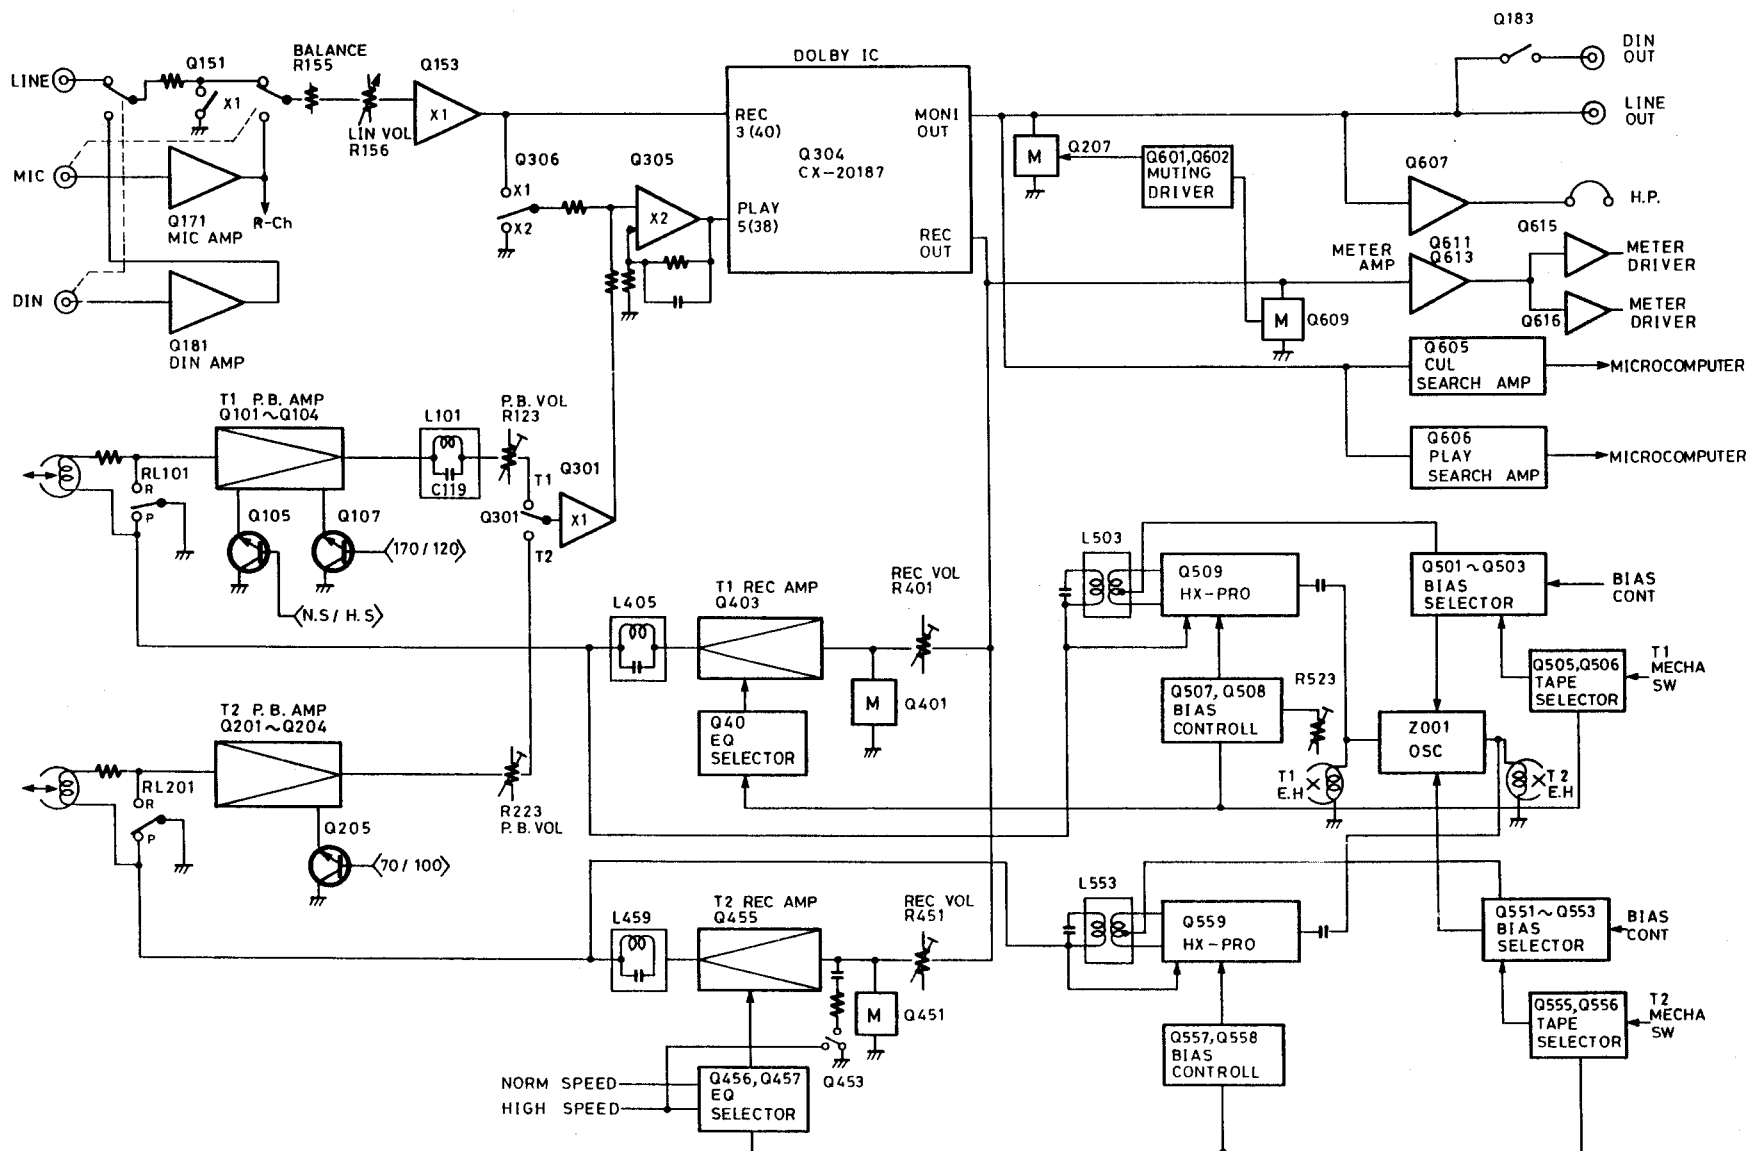 Q183
DIN
OUT
BALANCE
R155
Q151
Q153
DOLBY IC
LINE
X1
X1
LINE
OUT
LIN VOL
R156
REC
3 (40)
MONI
OUT
Q306
Q305
Q304
CX-20187
M
Q207
Q601, Q602
MUTING
DRIVER
Q607
MIC
X1
X2
X2
H.P.
Q171
MIC AMP
R-Ch
PLAY
5(38)
REC
OUT
METER
AMP
Q611
Q613
Q615
METER
DRIVER
DIN
M
Q609
Q616
METER
DRIVER
Q181
DIN AMP
Q605
CUL
SEARCH AMP
MICROCOMPUTER
T1 P.B. AMP
Q101~Q104
L101
P.B. VOL
R123
Q606
PLAY
SEARCH AMP
MICROCOMPUTER
RL101
R
P
C119
T1
Q301
Q301
X1
T2
Q105
Q107
<170/120>
<N.S/H.S>
L503
Q509
HX-PRO
Q501~Q503
BIAS
SELECTOR
BIAS
CONT
L405
T1 REC AMP
Q403
REC VOL
R401
Q505, Q506
TAPE
SELECTOR
T1
MECHA
SW
Q507, Q508
BIAS
CONTROLL
R523
M
Q401
Q40
EQ
SELECTOR
Z001
OSC
T2 P.B. AMP
Q201~Q204
T1
E.H
T2
E.H
RL201
R
P
R223
P.B. VOL
Q205
<70/100>
L459
T2 REC AMP
Q455
REC VOL
R451
L553
Q559
HX-PRO
Q551~Q553
BIAS
SELECTOR
BIAS
CONT
M
Q451
Q555, Q556
TAPE
SELECTOR
T2
MECHA
SW
Q557, Q558
BIAS
CONTROLL
Q453
NORM SPEED
HIGH SPEED
Q456, Q457
EQ
SELECTOR